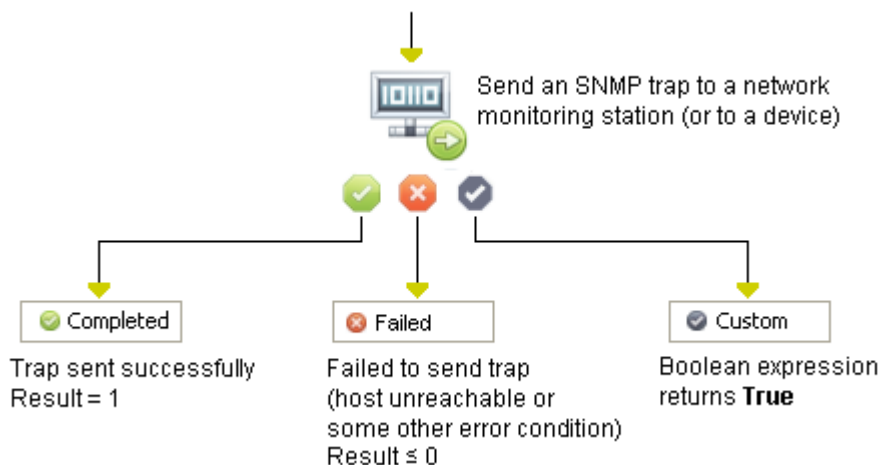 10110
Send an SNMP trap to a network
monitoring station (or to a device)
Completed
Failed
Custom
Trap sent successfully
Result = 1
Failed to send trap
(host unreachable or
some other error condition)
Result ≤ 0
Boolean expression
returns True